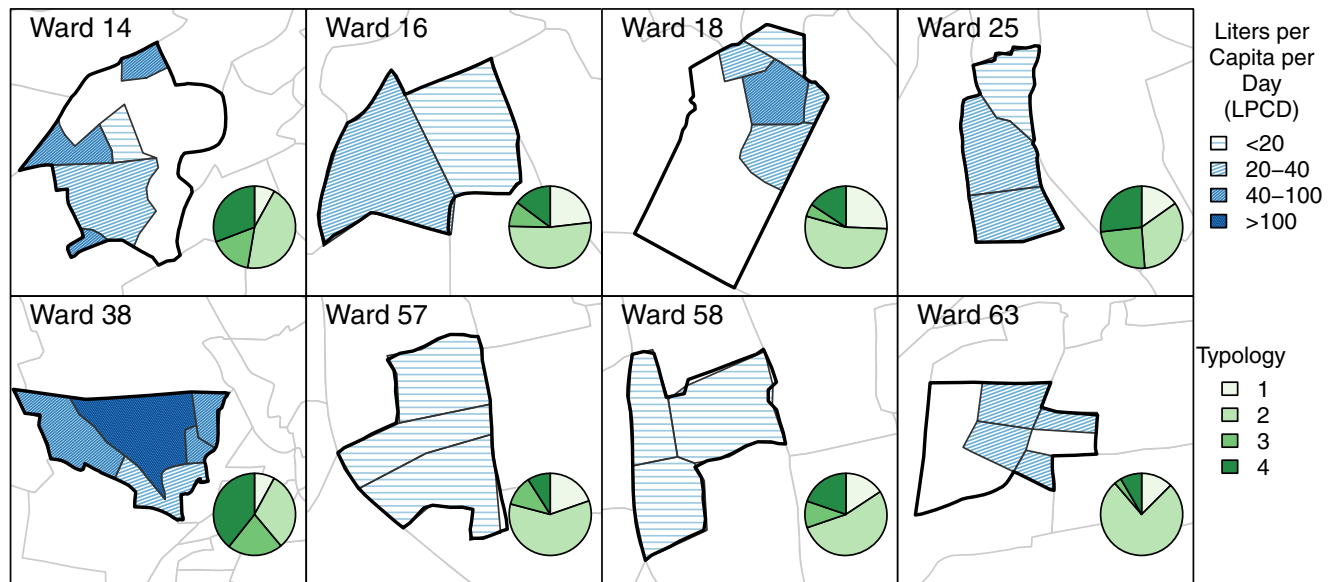 Ward 14
Ward 16
Ward 18
Ward 25
Liters per
Capita per
Day
(LPCD)
<20
20–40
40–100
>100
Ward 38
Ward 57
Ward 58
Ward 63
Typology
1
2
3
4